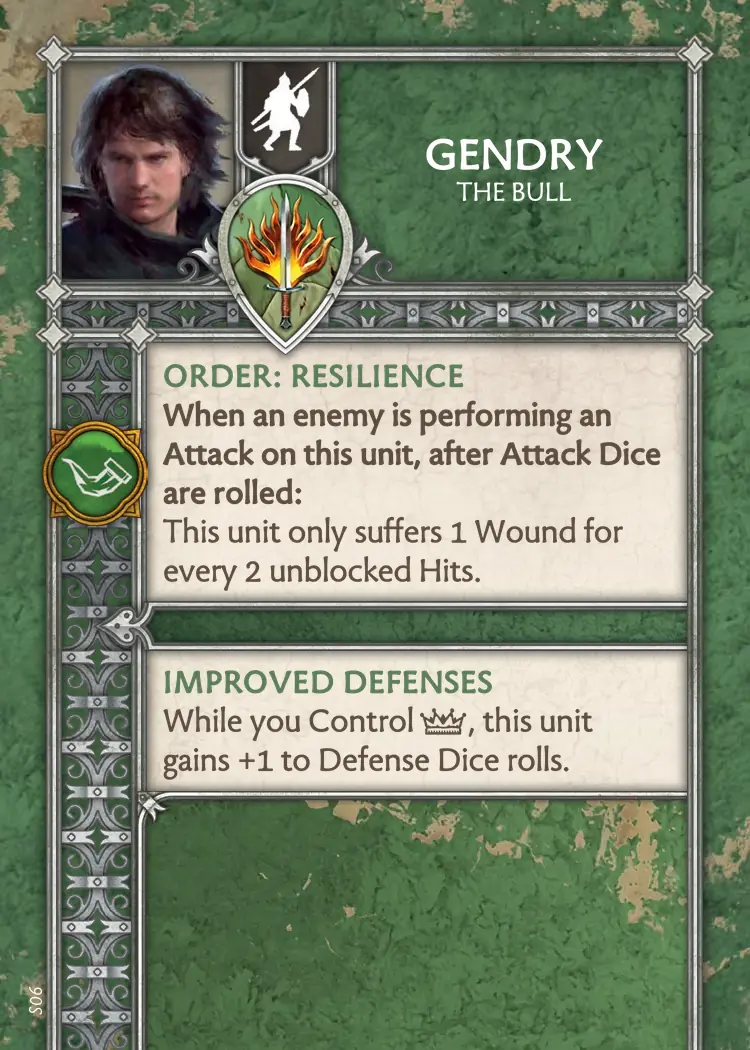 GENDRY
THE BULL
ORDER: RESILIENCE
When an enemy is performing an
Attack on this unit, after Attack Dice
are rolled:
This unit only suffers 1 Wound for
every 2 unblocked Hits.
IMPROVED DEFENSES
While you Control , this unit
gains +1 to Defense Dice rolls.
S06